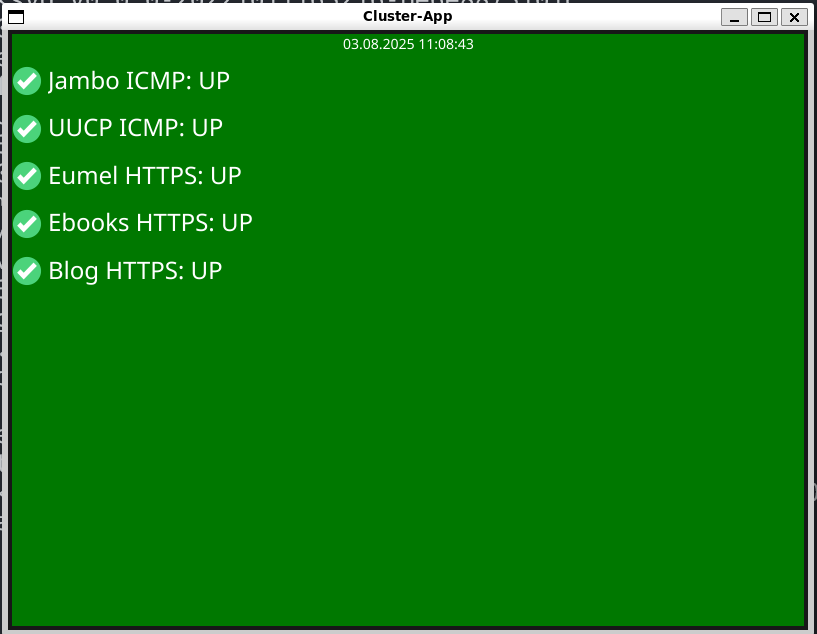 Cluster-App
03.08.2025 11:08:43
Jambo ICMP: UP
UUCP ICMP: UP
Eumel HTTPS: UP
Ebooks HTTPS: UP
Blog HTTPS: UP